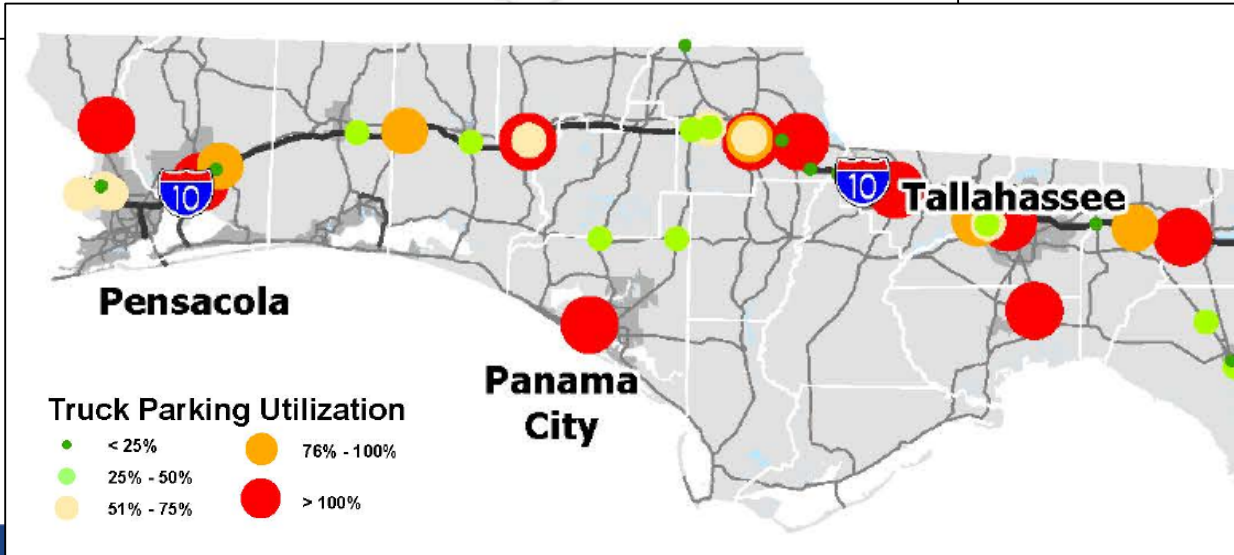 10
10
Tallahassee
Pensacola
Panama
City
Truck Parking Utilization
< 25%
25% - 50%
51% - 75%
76% - 100%
> 100%